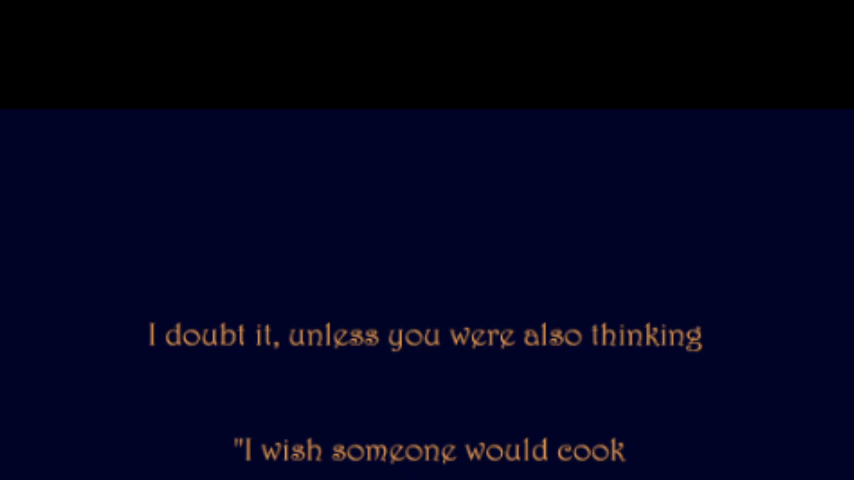 I doubt it, unless you were also thinking
"I wish someone would cook